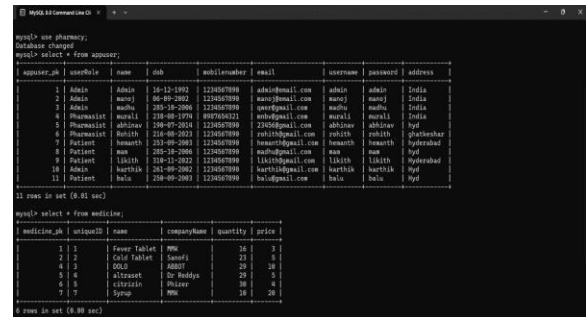 MySQL 8.0 Command Line Cli
mysql> use pharmacy;
Database changed
mysql> select * from appuser;
| appuser_pk | userRole | name | dob | mobilenumber | email | username | password | address |
| 1 | Admin | Admin | 16-12-1992 | 1234567890 | admin@email.com | admin | admin | India |
| 2 | Admin | manoj | 06-09-2002 | 1234567890 | manoj@email.com | manoj | manoj | India |
| 3 | Admin | madhu | 285-10-2006 | 1234567890 | qwer@gmail.com | madhu | madhu | India |
| 4 | Pharmasist | murali | 238-08-1974 | 0987654321 | mnbv@gmail.com | murali | murali | India |
| 5 | Pharmasist | abhinav | 190-07-2014 | 1234567890 | 23456@gmail.com | abhinav | abhinav | hyd |
| 6 | Pharmasist | Rohith | 216-08-2023 | 1234567890 | rohith@gmail.com | rohith | rohith | ghatkeshar |
| 7 | Patient | hemanth | 253-09-2003 | 1234567890 | hemanth@gmail.com | hemanth | hemanth | hyderabad |
| 8 | Patient | man | 285-10-2006 | 1234567890 | madhu@gmail.com | man | man | hyd |
| 9 | Patient | likith | 310-11-2022 | 1234567890 | likith@gmail.com | likith | likith | Hyderabad |
| 10 | Admin | karthik | 261-09-2002 | 1234567890 | karthik@gmail.com | karthik | karthik | Hyd |
| 11 | Patient | balu | 250-09-2003 | 1234567890 | balu@gmail.com | balu | balu | Hyd |
11 rows in set (0.01 sec)
mysql> select * from medicine;
| medicine_pk | uniqueID | name | companyName | quantity | price |
| 1 | 1 | Fever Tablet | MMK | 16 | 3 |
| 2 | 2 | Cold Tablet | Sanofi | 23 | 5 |
| 4 | 3 | DOLO | ABBOT | 29 | 10 |
| 5 | 4 | altraset | Dr Reddys | 29 | 5 |
| 6 | 5 | citrizin | Phizer | 30 | 4 |
| 7 | 7 | Syrup | MMK | 10 | 20 |
6 rows in set (0.00 sec)